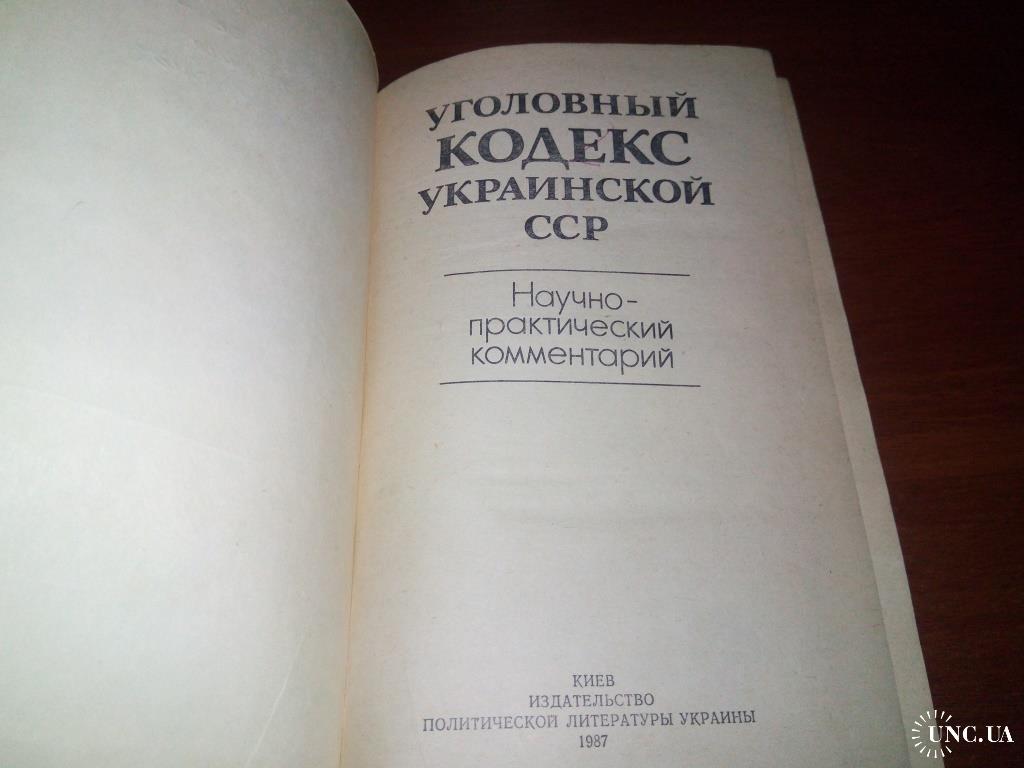 УГОЛОВНЫЙ
КОДЕКС
УКРАИНСКОЙ
ССР
Научно-
практический
комментарий
КИЕВ
ИЗДАТЕЛЬСТВО
ПОЛИТИЧЕСКОЙ ЛИТЕРАТУРЫ УКРАИНЫ
1987
UNC.UA